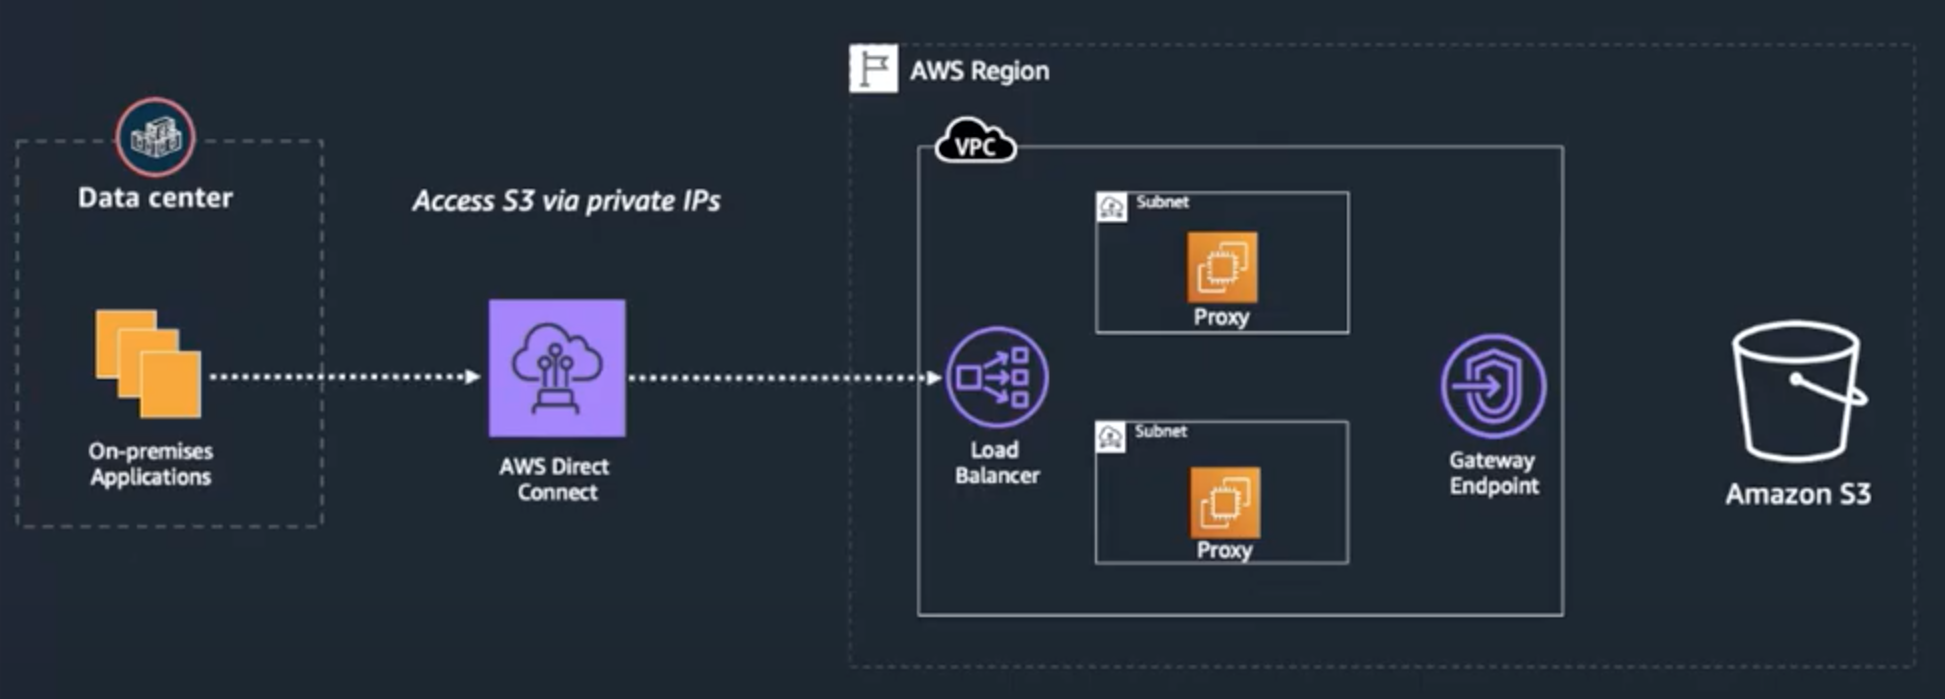 AWS Region
VPC
Data center
Access S3 via private IPs
Subnet
Proxy
On-premises
Applications
AWS Direct
Connect
Load
Balancer
Subnet
Proxy
Gateway
Endpoint
Amazon S3